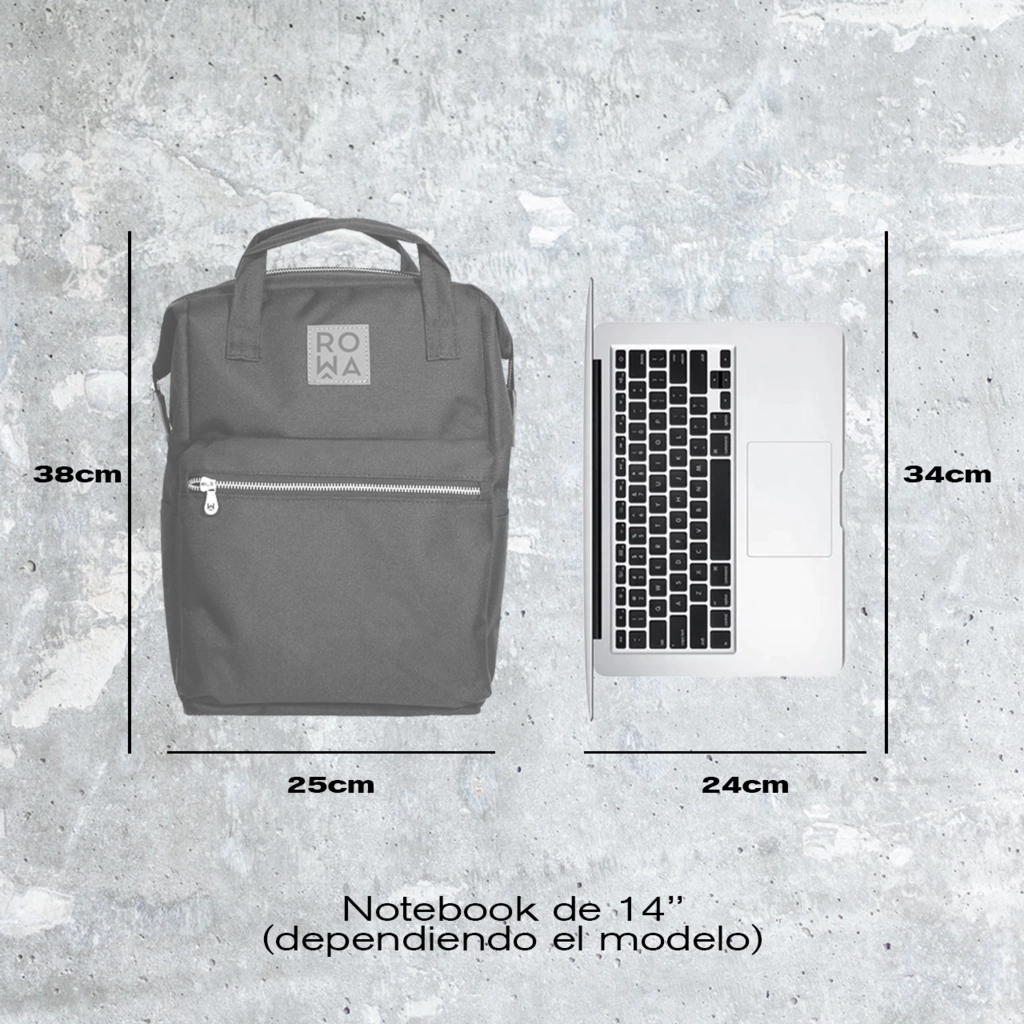 RO
WA
38cm
34cm
25cm
24cm
Notebook de 14”
(dependiendo el modelo)